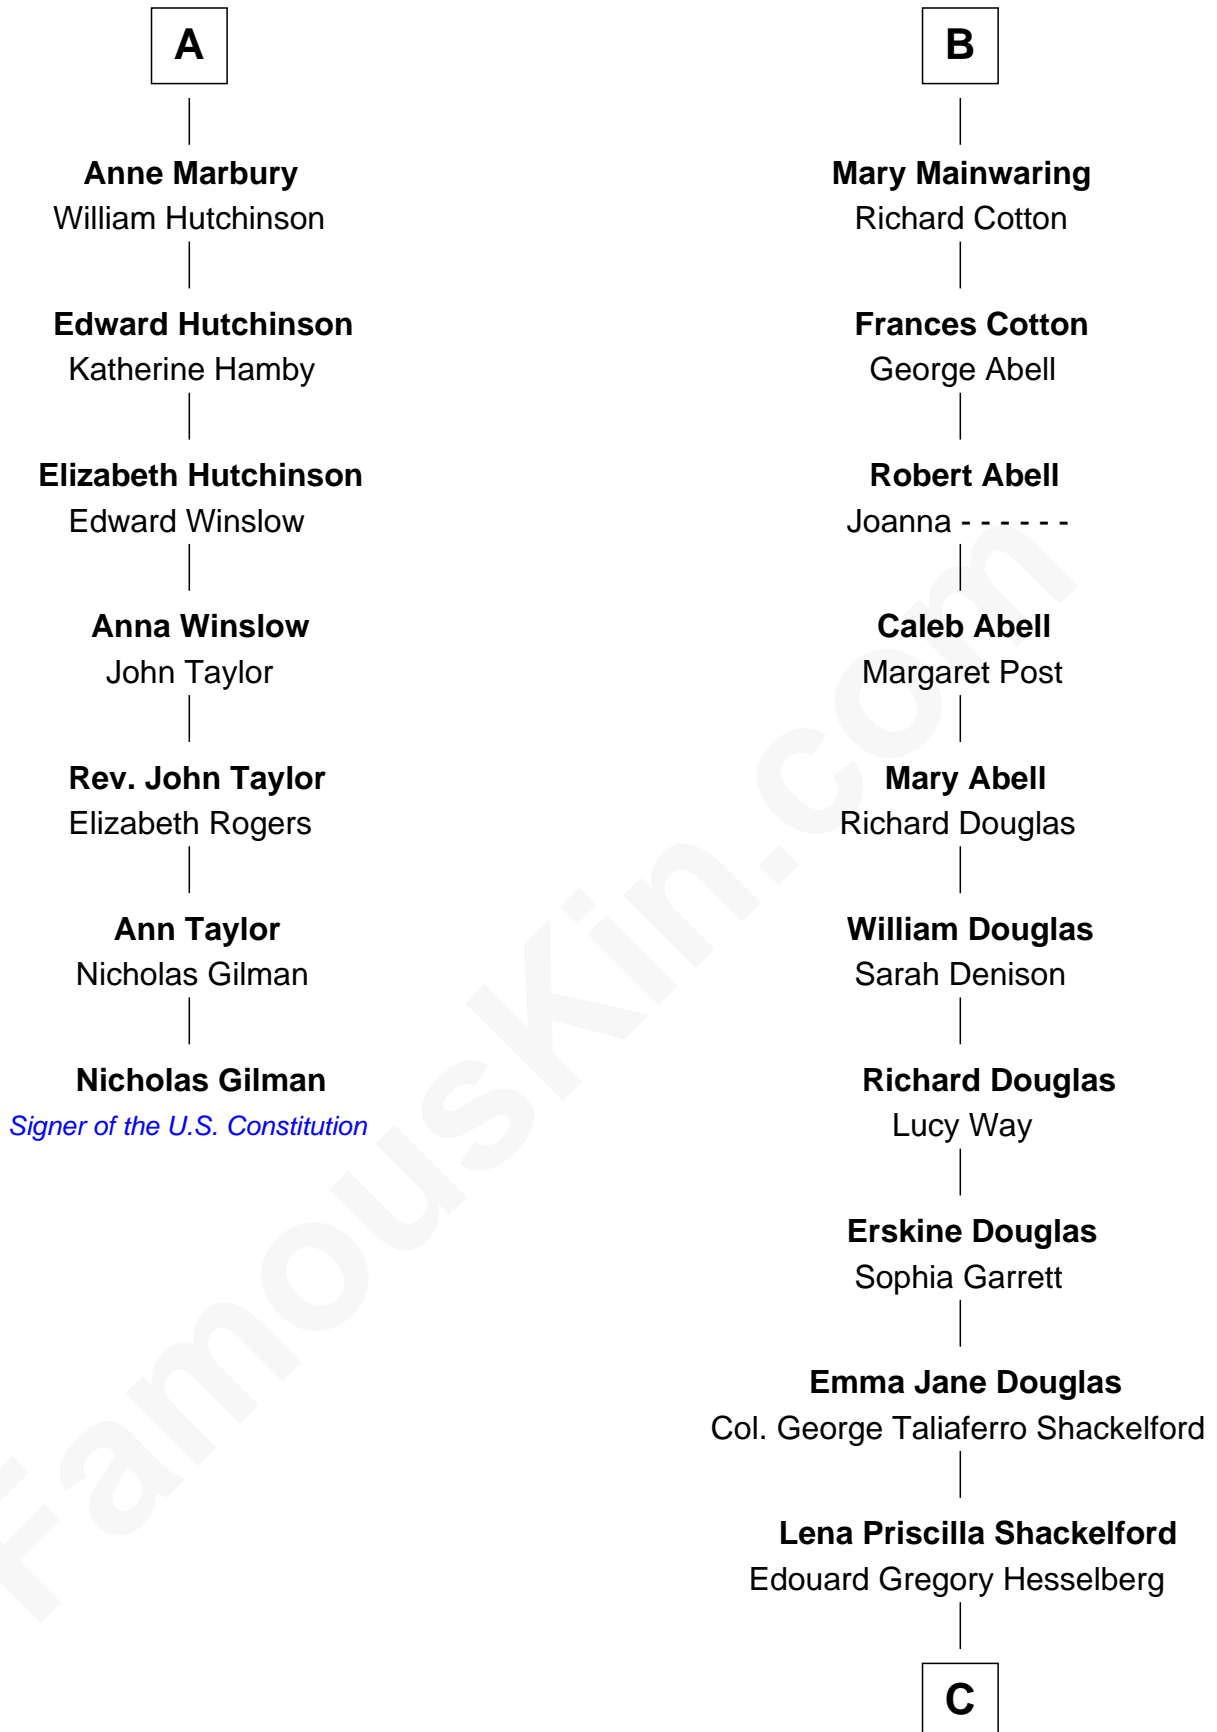 A
Anne Marbury
William Hutchinson
Edward Hutchinson
Katherine Hamby
Elizabeth Hutchinson
Edward Winslow
Anna Winslow
John Taylor
Rev. John Taylor
Elizabeth Rogers
Ann Taylor
Nicholas Gilman
Nicholas Gilman
Signer of the U.S. Constitution
B
Mary Mainwaring
Richard Cotton
Frances Cotton
George Abell
Robert Abell
Joanna - - - - - -
Caleb Abell
Margaret Post
Mary Abell
Richard Douglas
William Douglas
Sarah Denison
Richard Douglas
Lucy Way
Erskine Douglas
Sophia Garrett
Emma Jane Douglas
Col. George Taliaferro Shackelford
Lena Priscilla Shackelford
Edouard Gregory Hesselberg
C
FamousKin.com